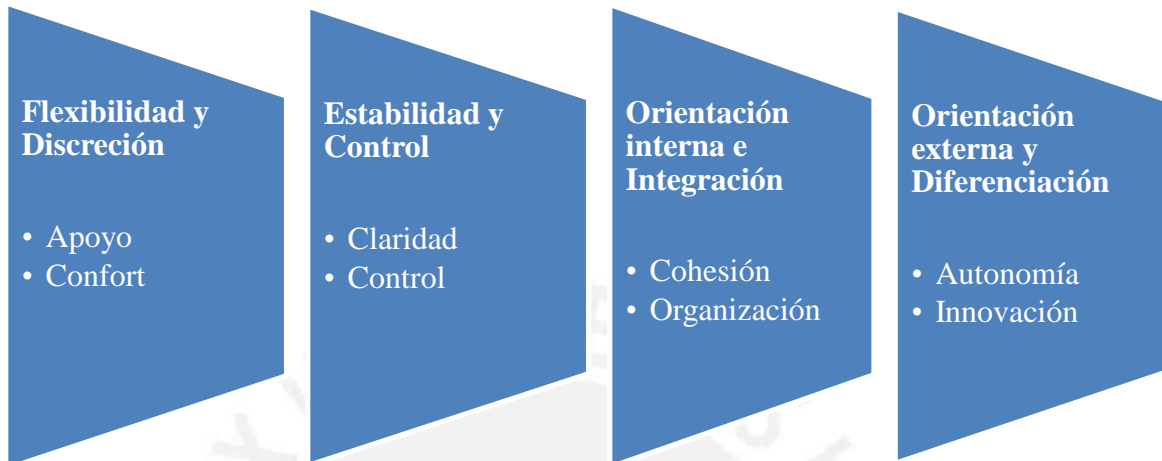 Flexibilidad y
Discreción
• Apoyo
• Confort
Estabilidad y
Control
• Claridad
• Control
Orientación
interna e
Integración
• Cohesión
• Organización
Orientación
externa y
Diferenciación
• Autonomía
• Innovación